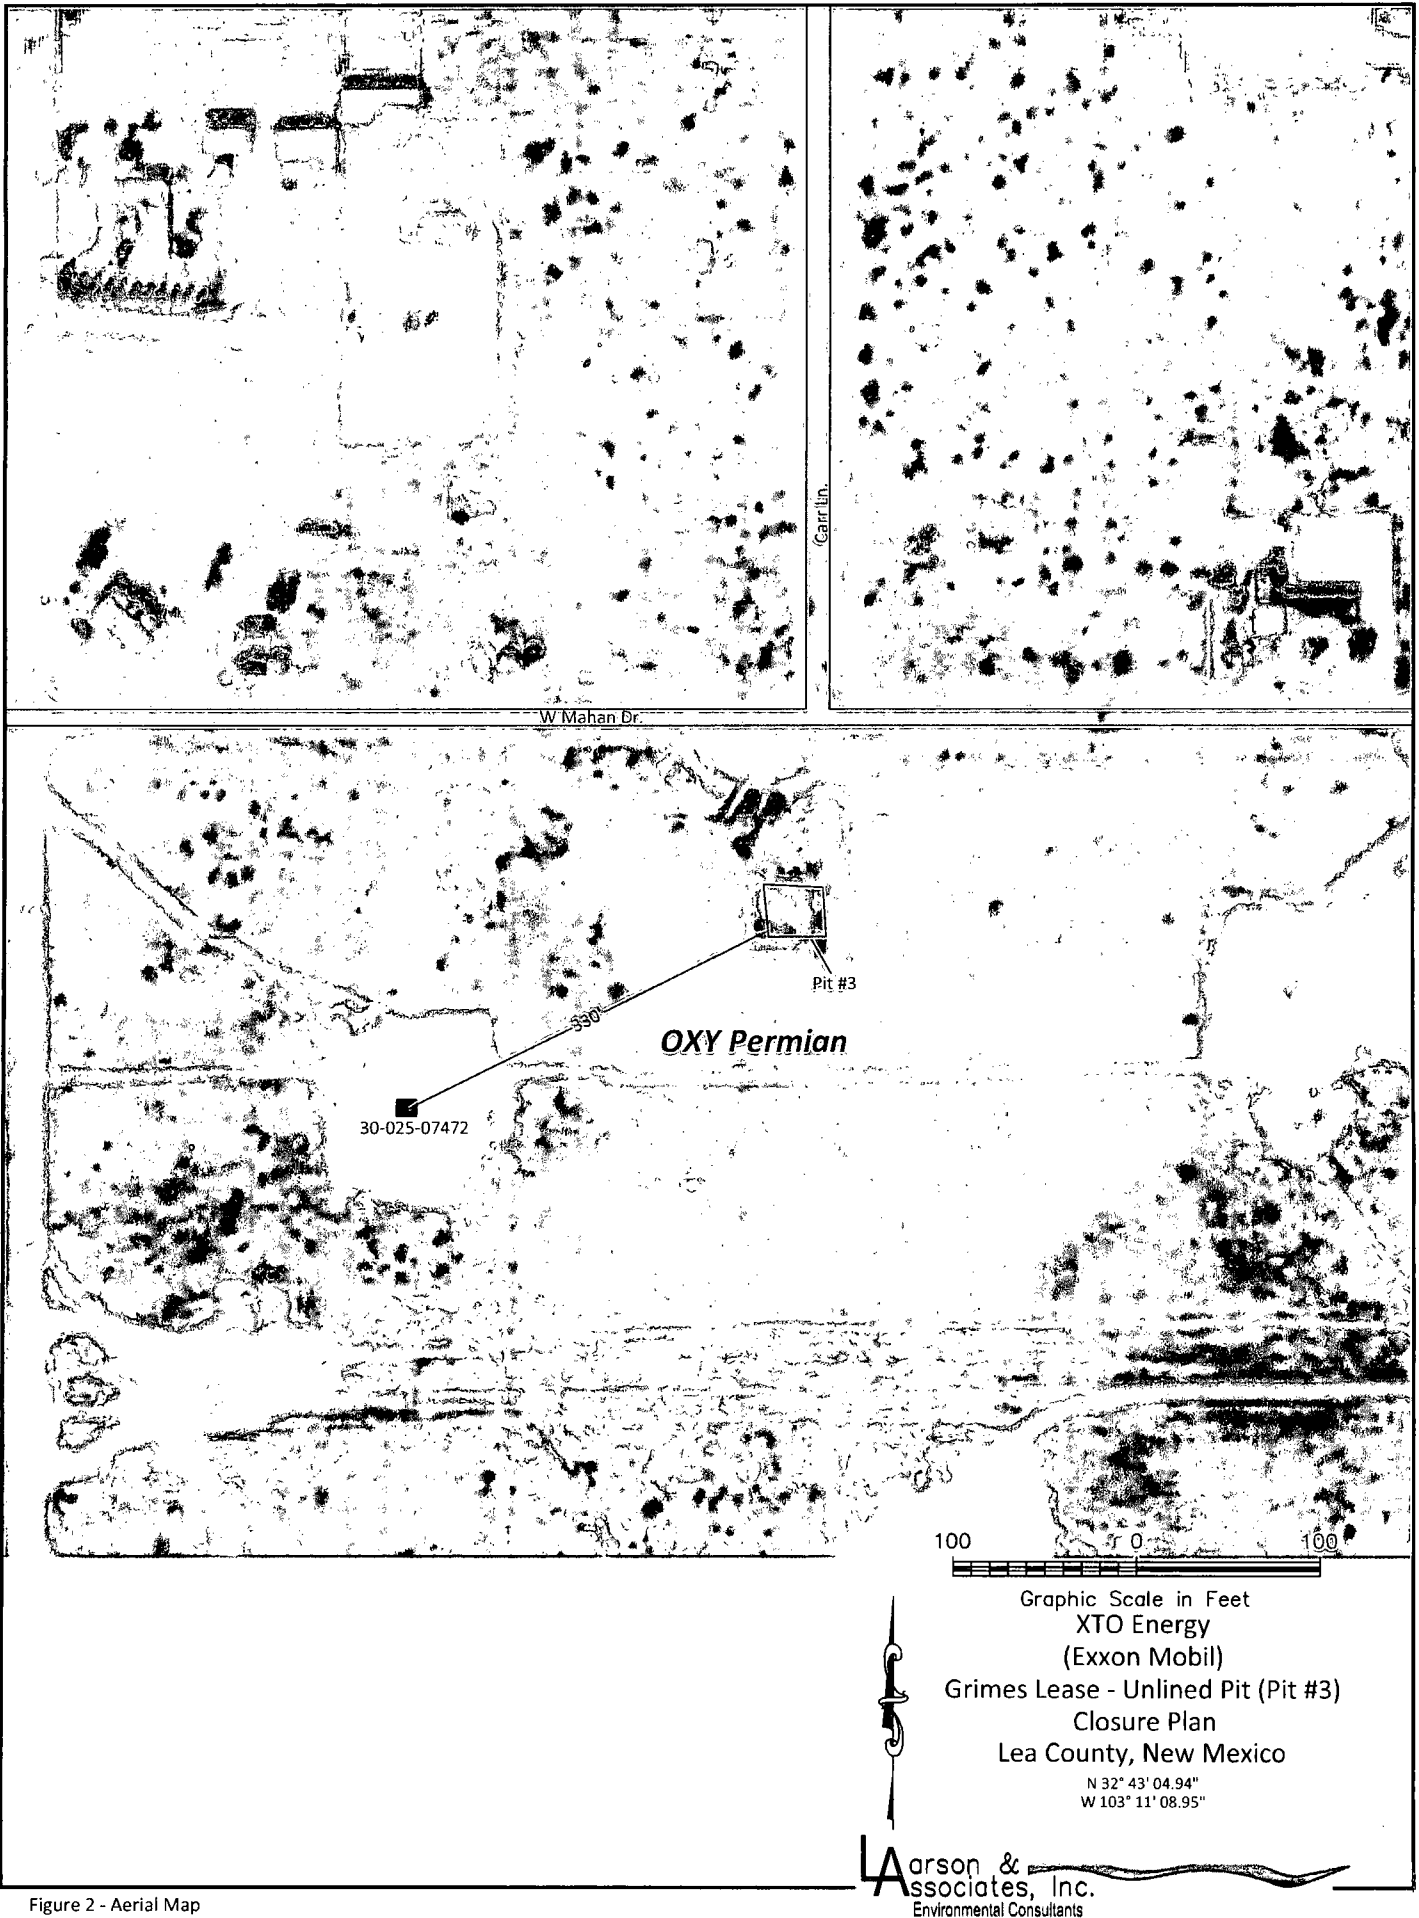 Carr Ln.
W Mahan Dr.
Pit #3
330'
OXY Permian
30-025-07472
100 0 100
Graphic Scale in Feet
XTO Energy
(Exxon Mobil)
Grimes Lease - Unlined Pit (Pit #3)
Closure Plan
Lea County, New Mexico
N 32° 43' 04.94"
W 103° 11' 08.95"
Larson &
Associates, Inc.
Environmental Consultants
Figure 2 - Aerial Map